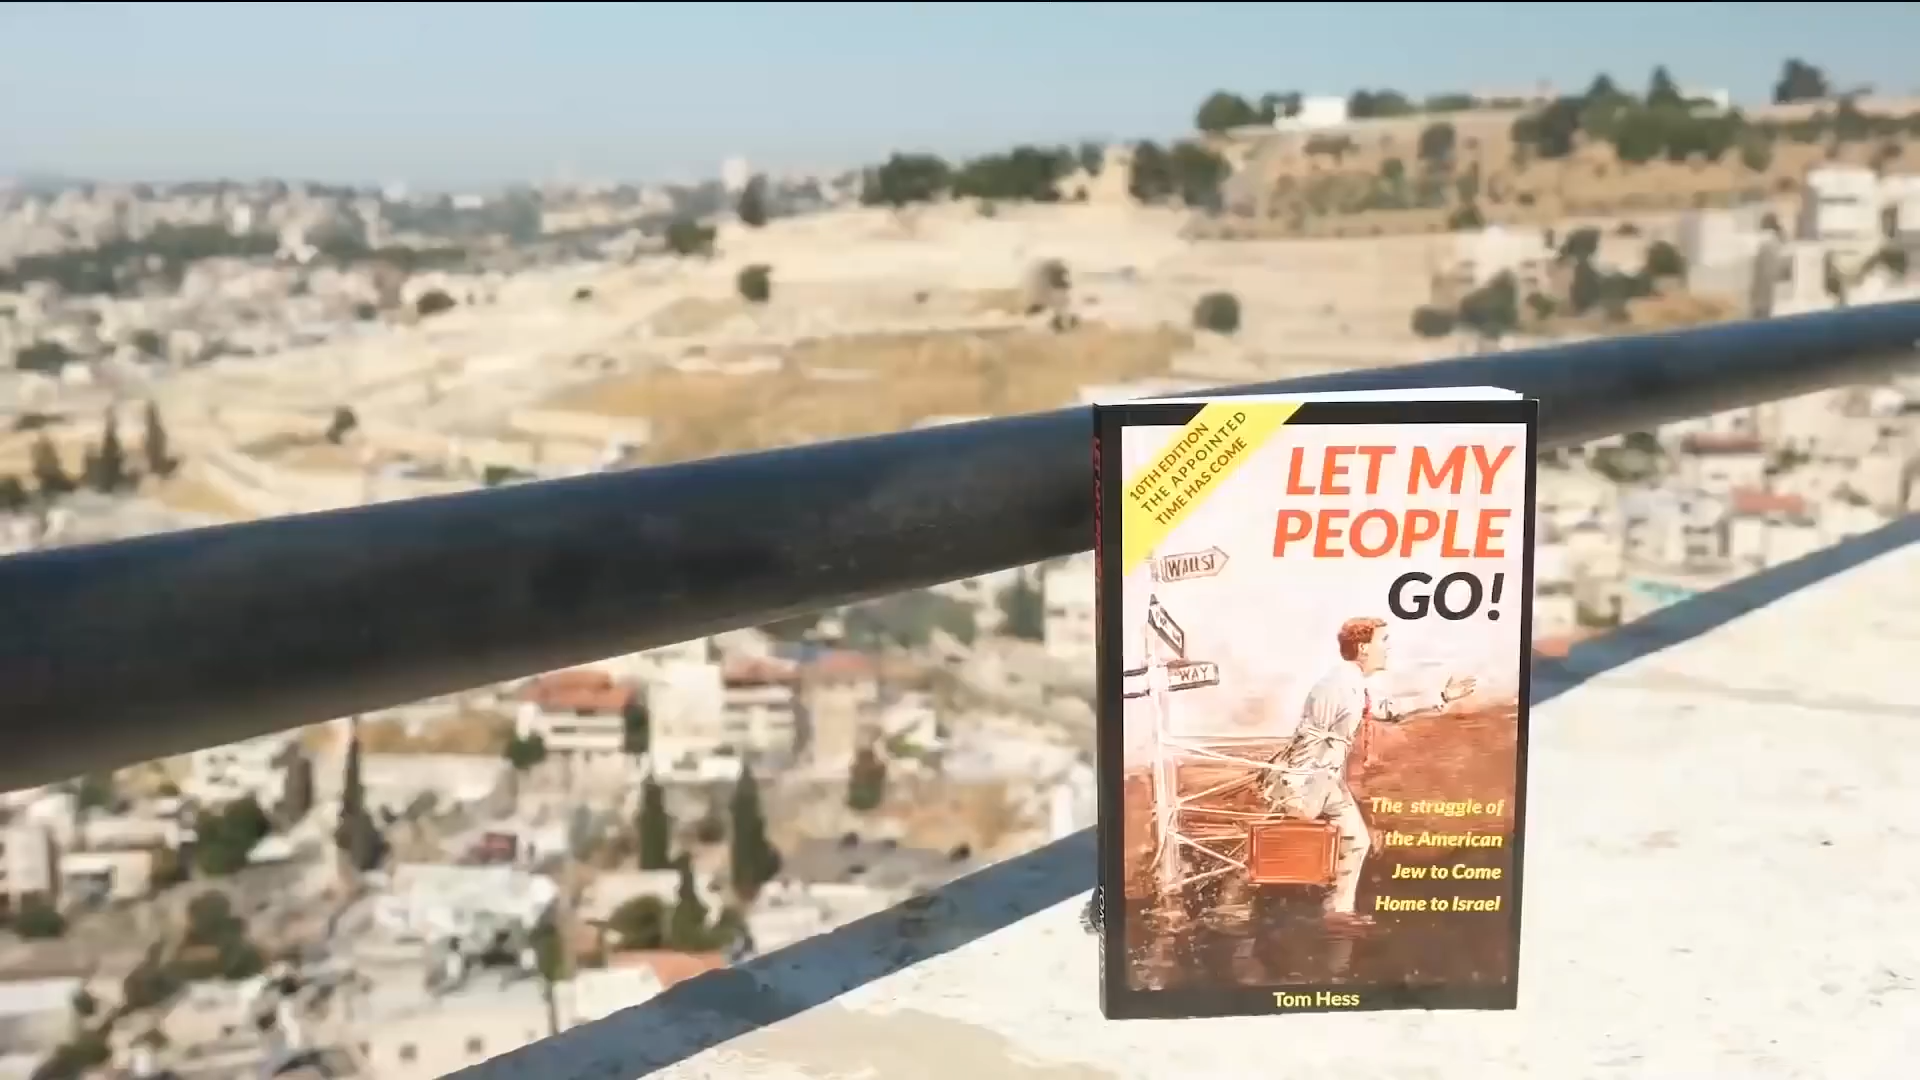 10TH EDITION
THE APPOINTED
TIME HAS COME
LET MY
PEOPLE
GO!
WALL ST
WAY
The struggle of
the American
Jew to Come
Home to Israel
Tom Hess